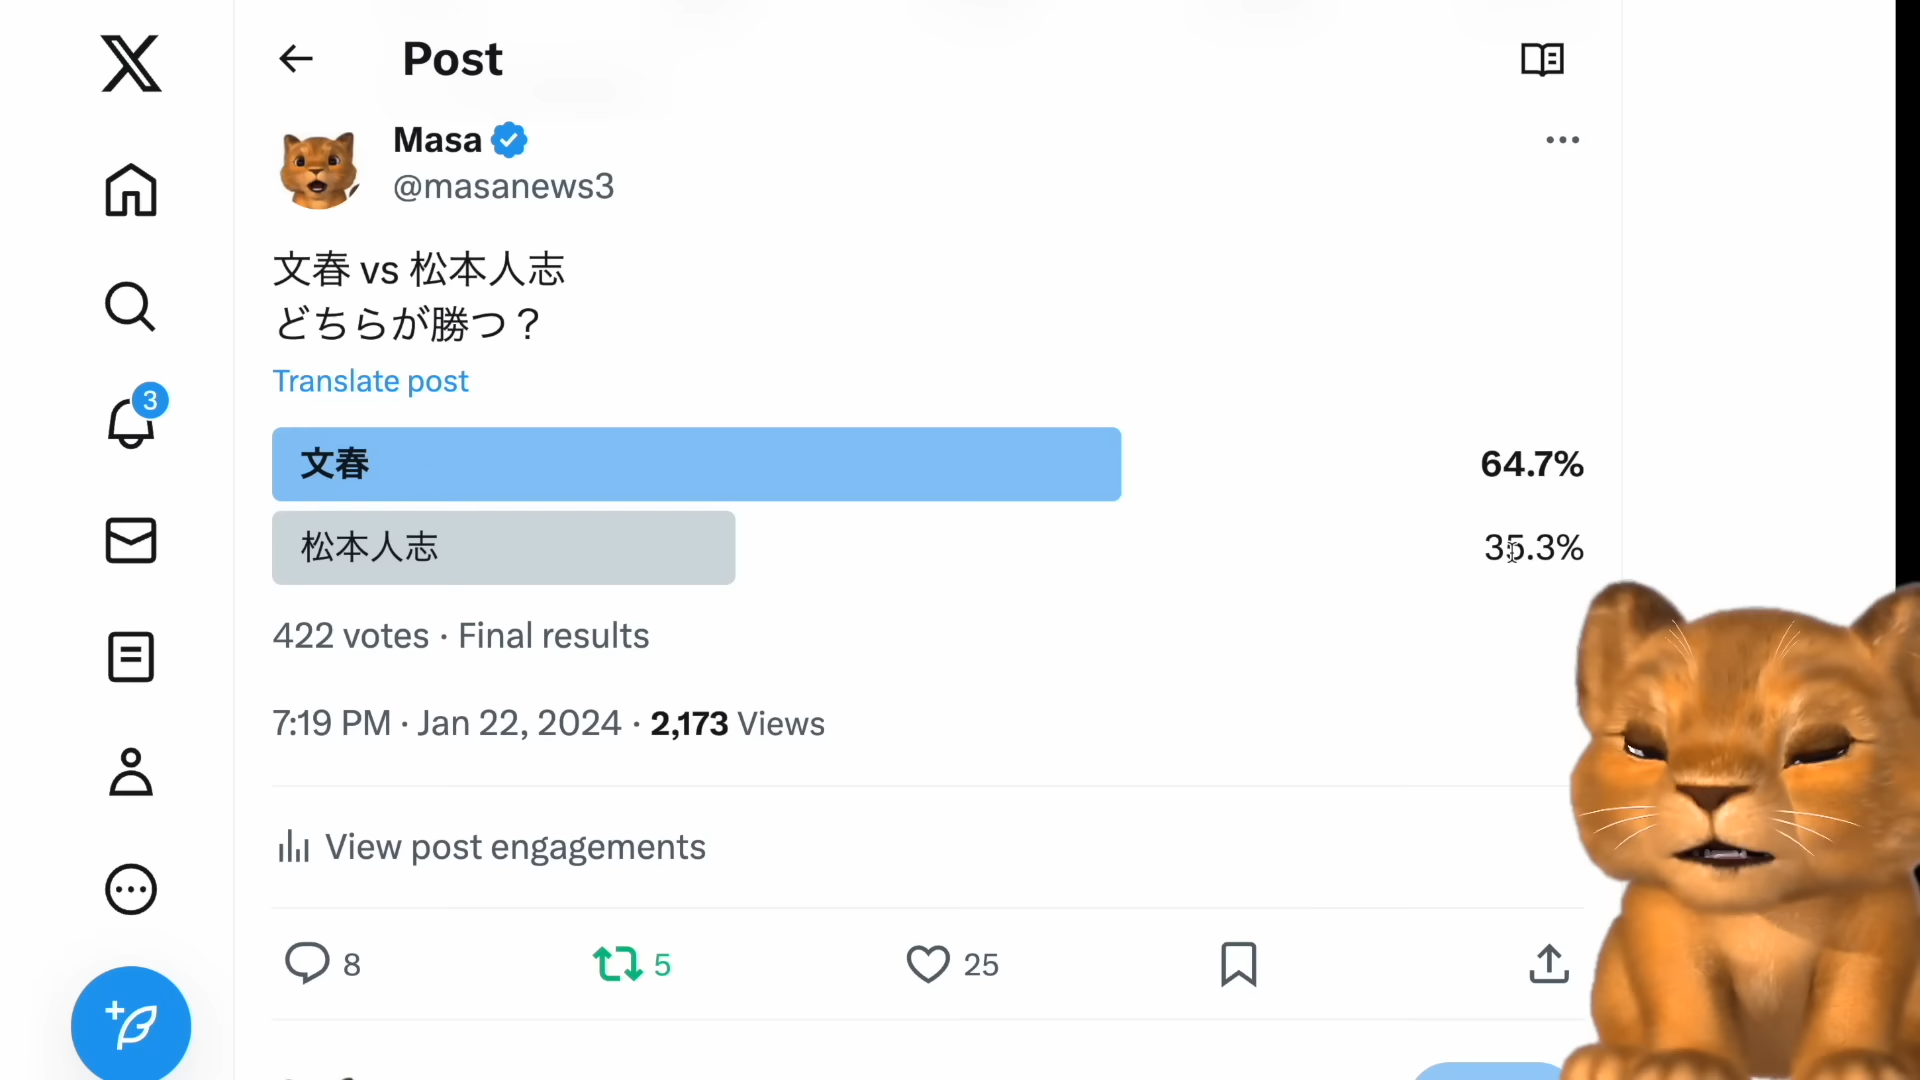 Post
Masa
@masanews3
文春 vs 松本人志
どちらが勝つ？
Translate post
3
文春 64.7%
松本人志 35.3%
422 votes · Final results
7:19 PM · Jan 22, 2024 · 2,173 Views
View post engagements
8 5 25